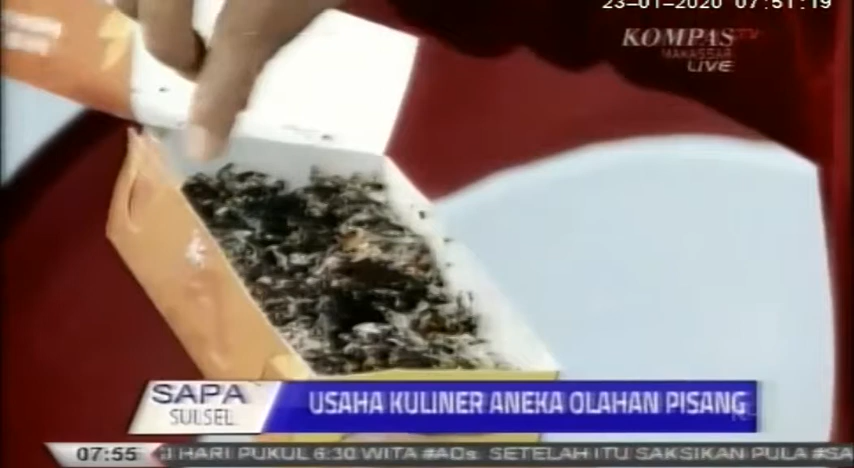 23-01-2020 07:51:19
KOMPAS TV
MAKASSAR
LIVE
SAPA
SULSEL
USAHA KULINER ANEKA OLAHAN PISANG
07:55
HARI PUKUL 6:30 WITA #ADs. SETELAH ITU SAKSIKAN PULA #SA